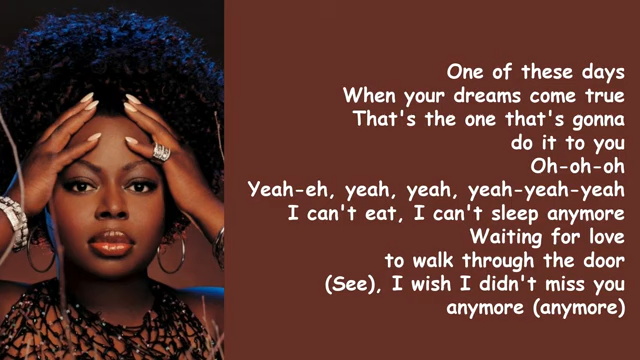 One of these days
When your dreams come true
That's the one that's gonna
do it to you
Oh-oh-oh
Yeah-eh, yeah, yeah, yeah-yeah-yeah
I can't eat, I can't sleep anymore
Waiting for love
to walk through the door
(See), I wish I didn't miss you
anymore (anymore)